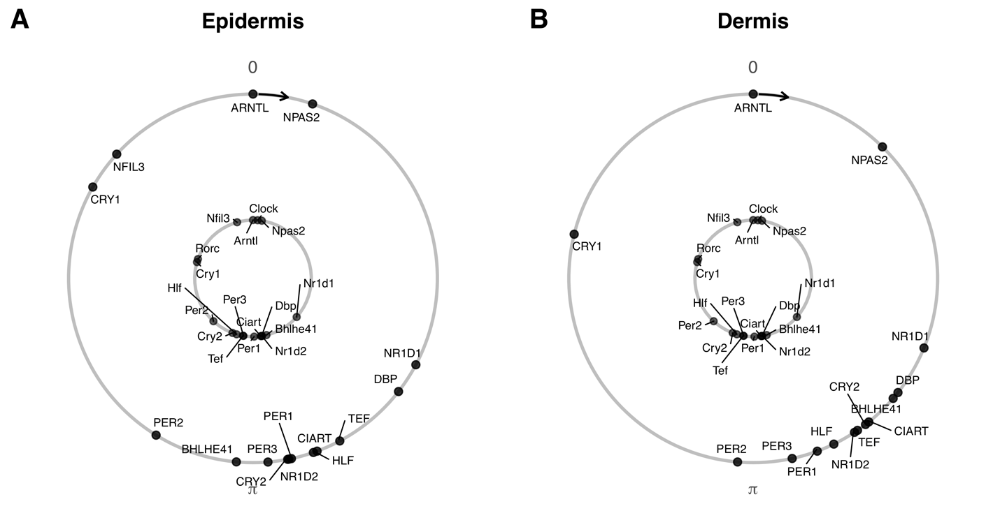 A
Epidermis
0
ARNTL
NPAS2
NFIL3
CRY1
Clock
Nfil3
Npas2
Arntl
Rorc
Cry1
Hlf
Nr1d1
Per3
Dbp
Per2
Ciart
Bhlhe41
Cry2
Per1
Nr1d2
Tef
NR1D1
DBP
PER1
TEF
PER2
CIART
BHLHE41
PER3
HLF
NR1D2
CRY2
π
B
Dermis
0
ARNTL
NPAS2
CRY1
Clock
Nfil3
Npas2
Arntl
Rorc
Cry1
Nr1d1
Hlf
Per3
Dbp
Per2
Ciart
Bhlhe41
Cry2
Per1
Nr1d2
Tef
NR1D1
DBP
CRY2
BHLHE41
HLF
CIART
TEF
PER2
PER3
NR1D2
PER1
π